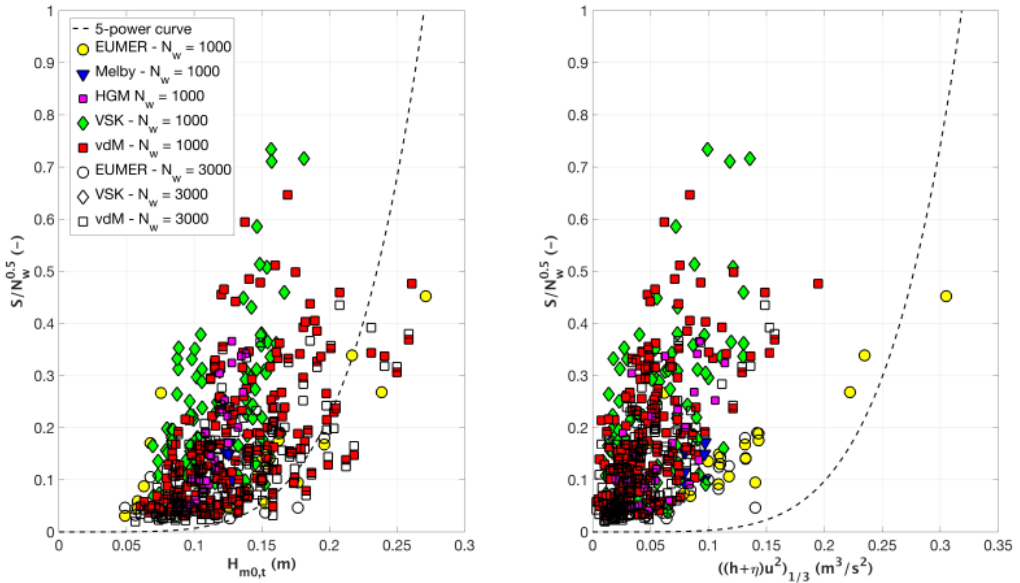 5-power curve
EUMER - N_w = 1000
Melby - N_w = 1000
HGM N_w = 1000
VSK - N_w = 1000
vdM - N_w = 1000
EUMER - N_w = 3000
VSK - N_w = 3000
vdM - N_w = 3000
S/N_w^0.5 (-)
1
0.9
0.8
0.7
0.6
0.5
0.4
0.3
0.2
0.1
0
0 0.05 0.1 0.15 0.2 0.25 0.3
H_m0,t (m)
S/N_w^0.5 (-)
1
0.9
0.8
0.7
0.6
0.5
0.4
0.3
0.2
0.1
0
0 0.05 0.1 0.15 0.2 0.25 0.3 0.35
((h+η)u²)_1/3 (m³/s²)